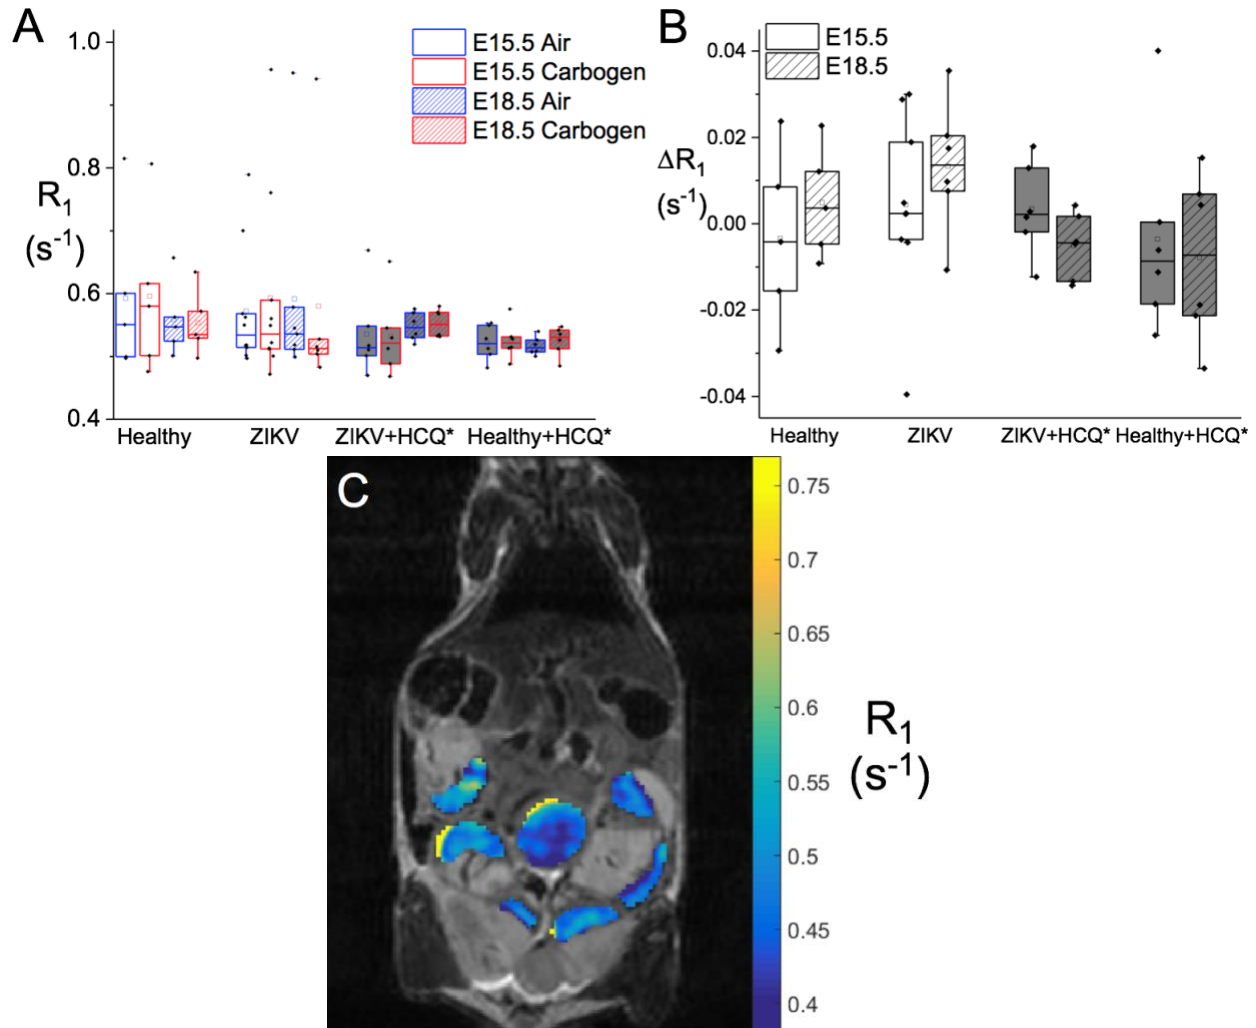 A
1.0
0.8
0.6
0.4
R1
(s-1)
E15.5 Air
E15.5 Carbogen
E18.5 Air
E18.5 Carbogen
Healthy
ZIKV
ZIKV+HCQ*
Healthy+HCQ*
B
0.04
0.02
0.00
-0.02
-0.04
ΔR1
(s-1)
E15.5
E18.5
Healthy
ZIKV
ZIKV+HCQ*
Healthy+HCQ*
C
0.75
0.7
0.65
0.6
0.55
0.5
0.45
0.4
R1
(s-1)